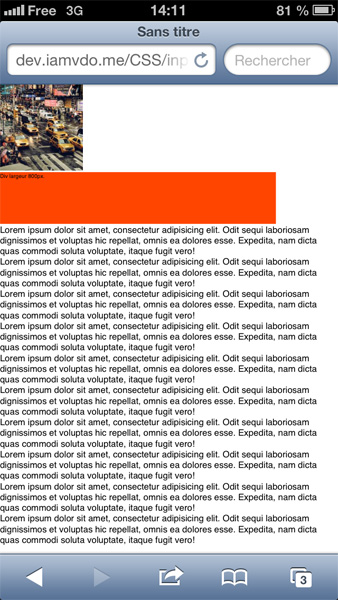 Free 3G 14:11 81 %
Sans titre
dev.iamvdo.me/CSS/inp
Rechercher
Div largeur 800px.
Lorem ipsum dolor sit amet, consectetur adipisicing elit. Odit sequi laboriosam
dignissimos et voluptas hic repellat, omnis ea dolores esse. Expedita, nam dicta
quas commodi soluta voluptate, itaque fugit vero!
Lorem ipsum dolor sit amet, consectetur adipisicing elit. Odit sequi laboriosam
dignissimos et voluptas hic repellat, omnis ea dolores esse. Expedita, nam dicta
quas commodi soluta voluptate, itaque fugit vero!
Lorem ipsum dolor sit amet, consectetur adipisicing elit. Odit sequi laboriosam
dignissimos et voluptas hic repellat, omnis ea dolores esse. Expedita, nam dicta
quas commodi soluta voluptate, itaque fugit vero!
Lorem ipsum dolor sit amet, consectetur adipisicing elit. Odit sequi laboriosam
dignissimos et voluptas hic repellat, omnis ea dolores esse. Expedita, nam dicta
quas commodi soluta voluptate, itaque fugit vero!
Lorem ipsum dolor sit amet, consectetur adipisicing elit. Odit sequi laboriosam
dignissimos et voluptas hic repellat, omnis ea dolores esse. Expedita, nam dicta
quas commodi soluta voluptate, itaque fugit vero!
Lorem ipsum dolor sit amet, consectetur adipisicing elit. Odit sequi laboriosam
dignissimos et voluptas hic repellat, omnis ea dolores esse. Expedita, nam dicta
quas commodi soluta voluptate, itaque fugit vero!
Lorem ipsum dolor sit amet, consectetur adipisicing elit. Odit sequi laboriosam
dignissimos et voluptas hic repellat, omnis ea dolores esse. Expedita, nam dicta
quas commodi soluta voluptate, itaque fugit vero!
Lorem ipsum dolor sit amet, consectetur adipisicing elit. Odit sequi laboriosam
dignissimos et voluptas hic repellat, omnis ea dolores esse. Expedita, nam dicta
quas commodi soluta voluptate, itaque fugit vero!
Lorem ipsum dolor sit amet, consectetur adipisicing elit. Odit sequi laboriosam
dignissimos et voluptas hic repellat, omnis ea dolores esse. Expedita, nam dicta
quas commodi soluta voluptate, itaque fugit vero!
Lorem ipsum dolor sit amet, consectetur adipisicing elit. Odit sequi laboriosam
dignissimos et voluptas hic repellat, omnis ea dolores esse. Expedita, nam dicta
quas commodi soluta voluptate, itaque fugit vero!
3